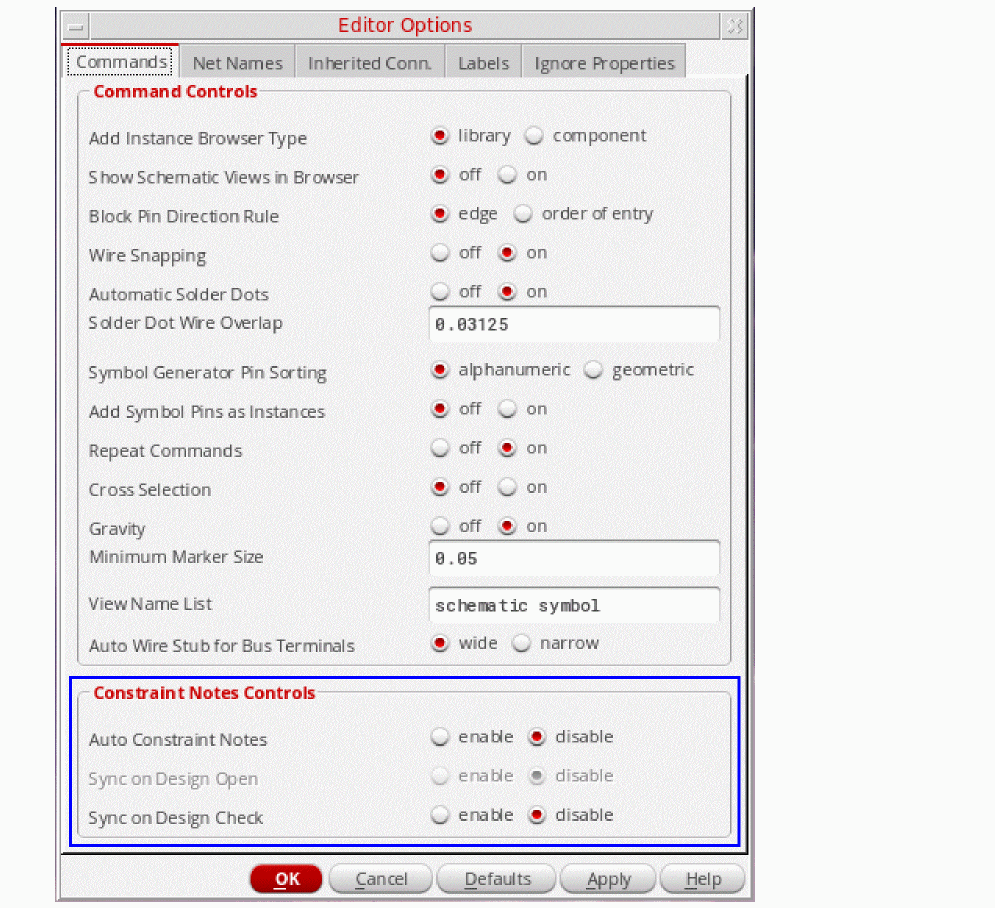 Editor Options
Commands Net Names Inherited Conn. Labels Ignore Properties
Command Controls
Add Instance Browser Type library component
Show Schematic Views in Browser off on
Block Pin Direction Rule edge order of entry
Wire Snapping off on
Automatic Solder Dots off on
Solder Dot Wire Overlap 0.03125
Symbol Generator Pin Sorting alphanumeric geometric
Add Symbol Pins as Instances off on
Repeat Commands off on
Cross Selection off on
Gravity off on
Minimum Marker Size 0.05
View Name List schematic symbol
Auto Wire Stub for Bus Terminals wide narrow
Constraint Notes Controls
Auto Constraint Notes enable disable
Sync on Design Open enable disable
Sync on Design Check enable disable
OK Cancel Defaults Apply Help